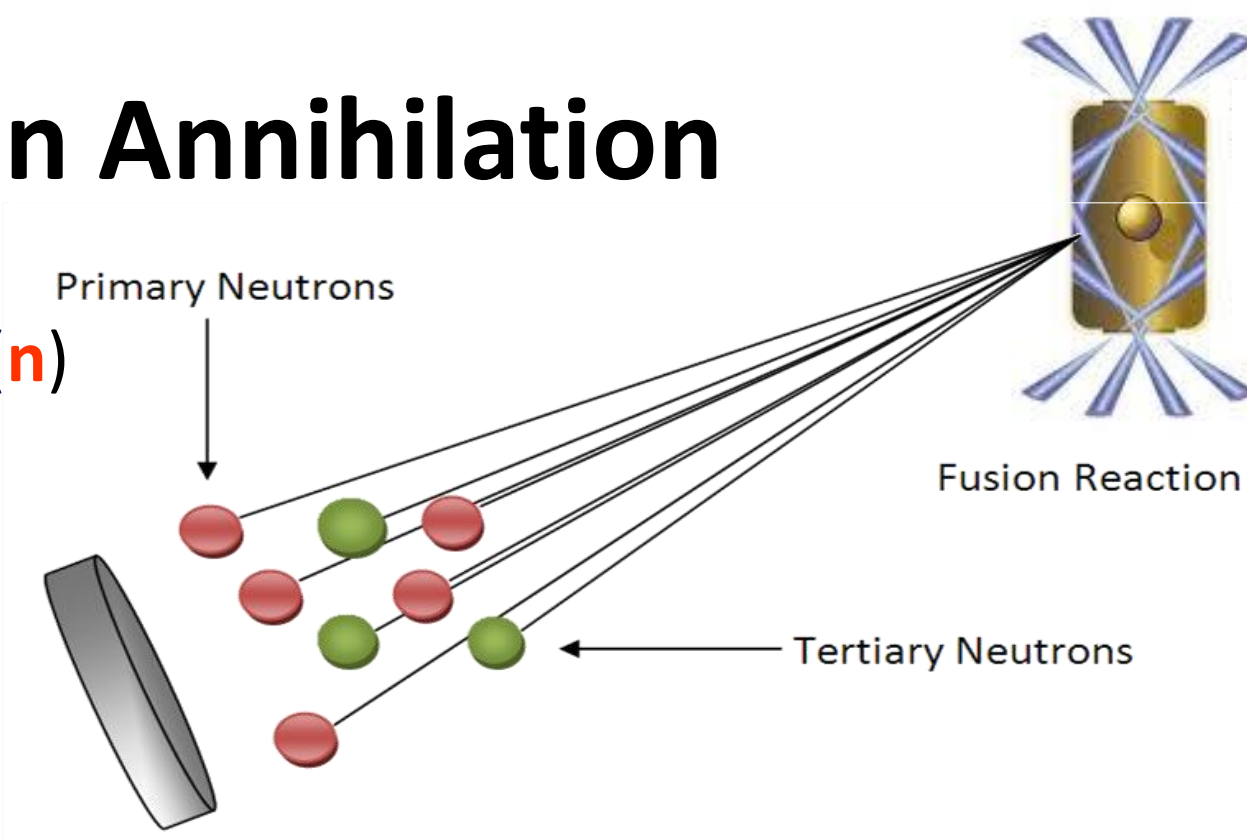 n Annihilation
Primary Neutrons
(n)
Fusion Reaction
Tertiary Neutrons